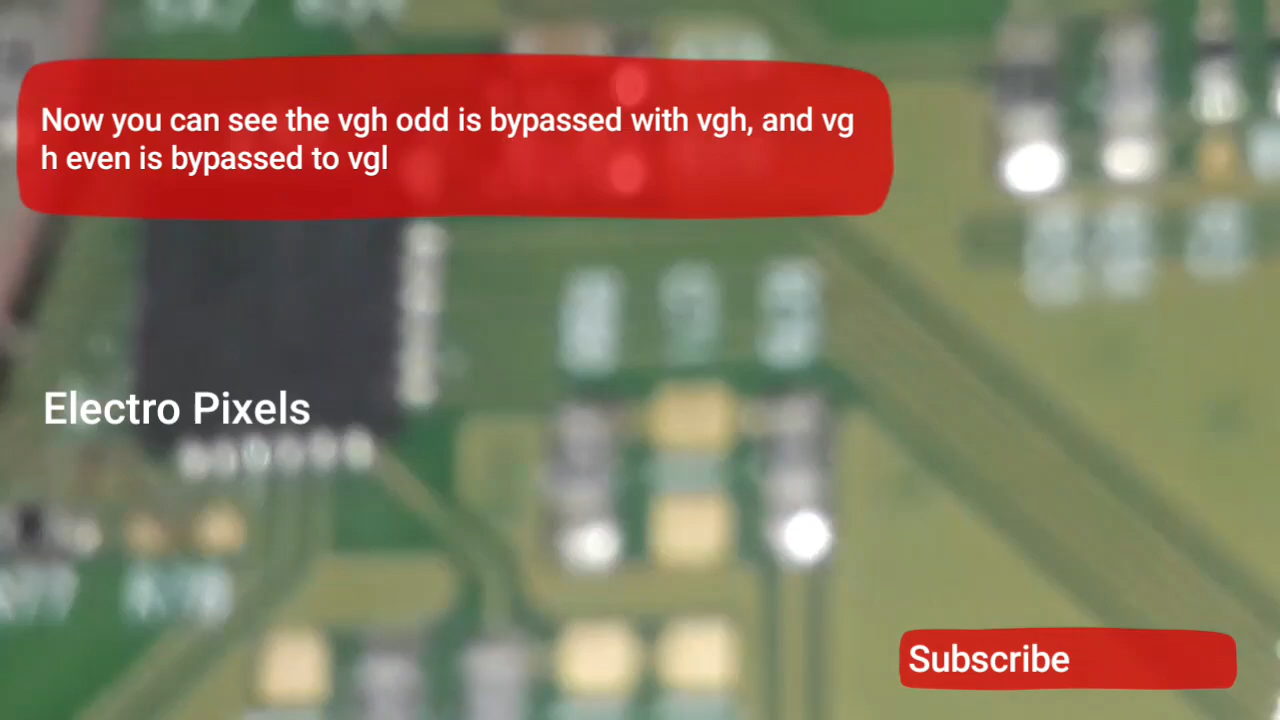 Now you can see the vgh odd is bypassed with vgh, and vg
h even is bypassed to vgl
Electro Pixels
Subscribe